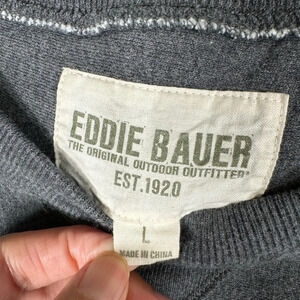 EDDIE BAUER
THE ORIGINAL OUTDOOR OUTFITTER®
EST.1920
L
MADE IN CHINA